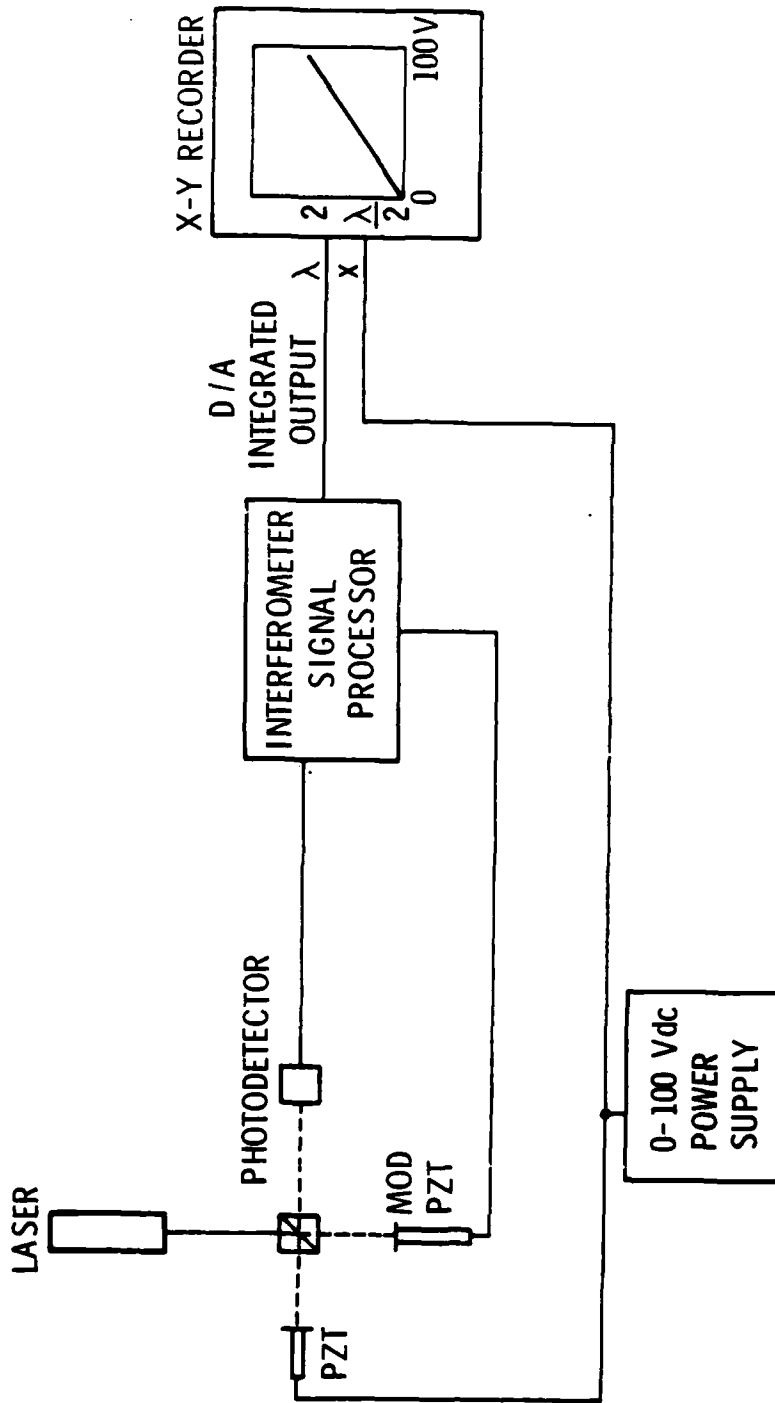 LASER
PHOTODETECTOR
PZT
MOD
PZT
INTERFEROMETER
SIGNAL
PROCESSOR
D/A
INTEGRATED
OUTPUT
λ
X
X-Y RECORDER
2
λ
2
0
100 V
0-100 Vdc
POWER
SUPPLY